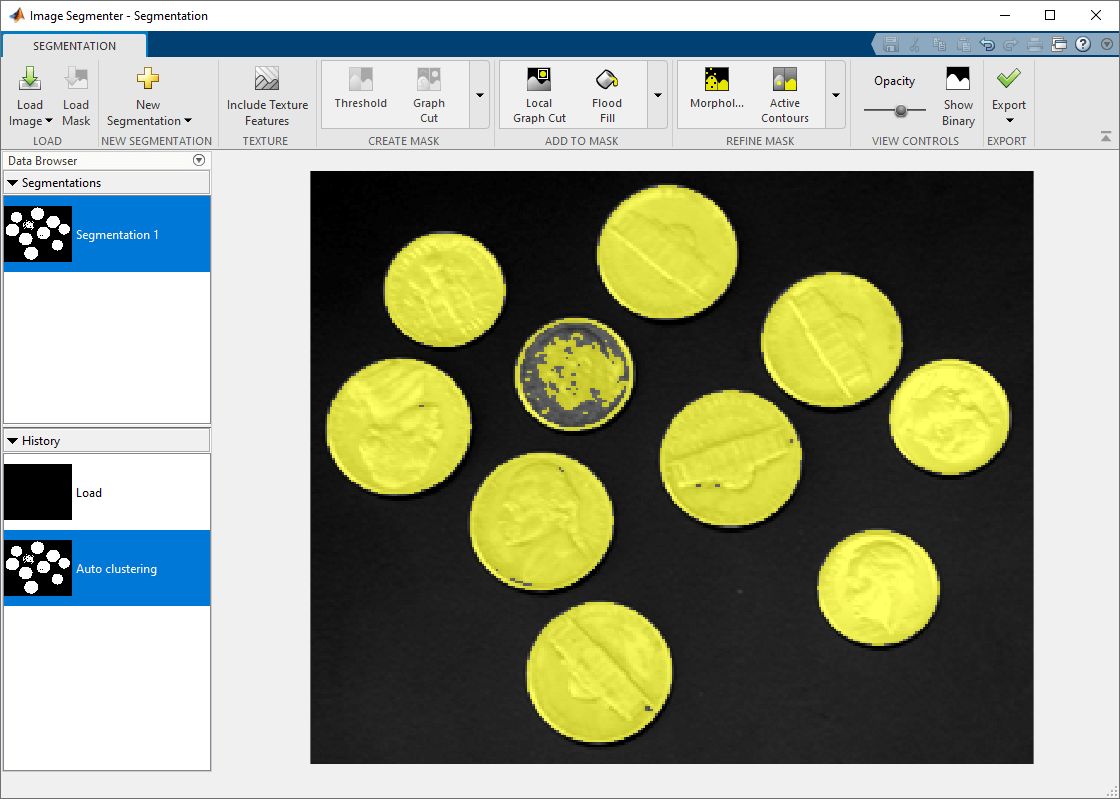 Image Segmenter - Segmentation
SEGMENTATION
Load Image
Load Mask
New Segmentation
Include Texture Features
Threshold
Graph Cut
Local Graph Cut
Flood Fill
Morphol...
Active Contours
Opacity
Show Binary
Export
LOAD
NEW SEGMENTATION
TEXTURE
CREATE MASK
ADD TO MASK
REFINE MASK
VIEW CONTROLS
EXPORT
Data Browser
Segmentations
Segmentation 1
History
Load
Auto clustering